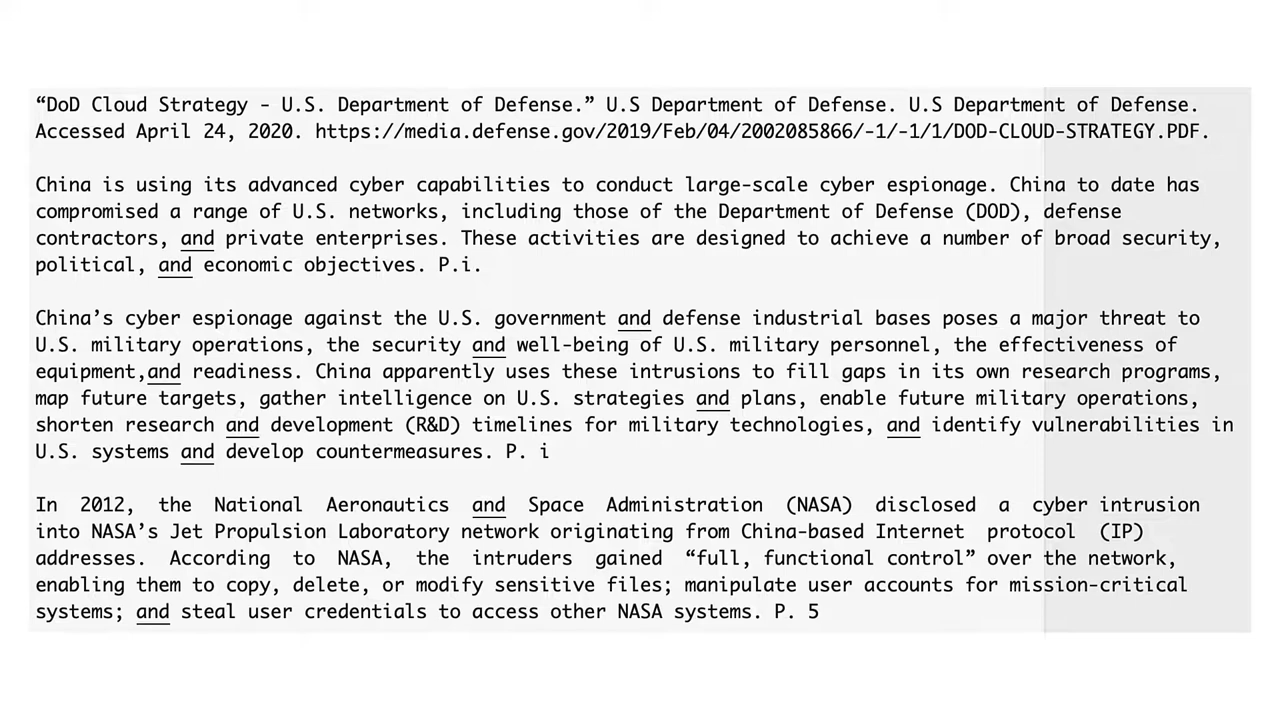 “DoD Cloud Strategy - U.S. Department of Defense.” U.S Department of Defense. U.S Department of Defense.
Accessed April 24, 2020. https://media.defense.gov/2019/Feb/04/2002085866/-1/-1/1/DOD-CLOUD-STRATEGY.PDF.
China is using its advanced cyber capabilities to conduct large-scale cyber espionage. China to date has
compromised a range of U.S. networks, including those of the Department of Defense (DOD), defense
contractors, and private enterprises. These activities are designed to achieve a number of broad security,
political, and economic objectives. P.i.
China’s cyber espionage against the U.S. government and defense industrial bases poses a major threat to
U.S. military operations, the security and well-being of U.S. military personnel, the effectiveness of
equipment,and readiness. China apparently uses these intrusions to fill gaps in its own research programs,
map future targets, gather intelligence on U.S. strategies and plans, enable future military operations,
shorten research and development (R&D) timelines for military technologies, and identify vulnerabilities in
U.S. systems and develop countermeasures. P. i
In 2012, the National Aeronautics and Space Administration (NASA) disclosed a cyber intrusion
into NASA’s Jet Propulsion Laboratory network originating from China-based Internet protocol (IP)
addresses. According to NASA, the intruders gained “full, functional control” over the network,
enabling them to copy, delete, or modify sensitive files; manipulate user accounts for mission-critical
systems; and steal user credentials to access other NASA systems. P. 5